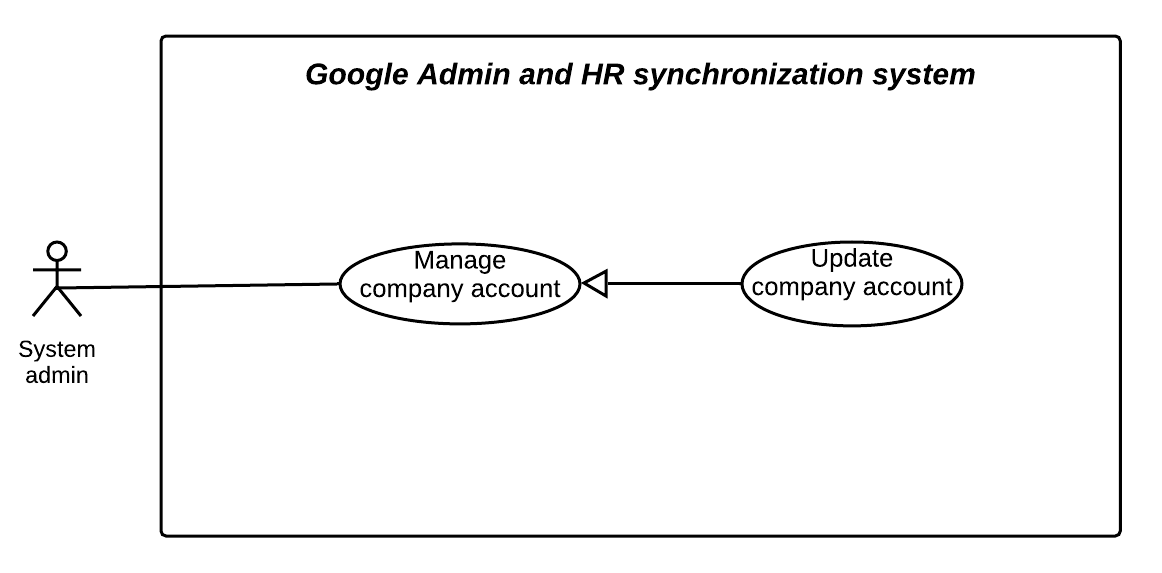 Google Admin and HR synchronization system
Manage
company account
Update
company account
System
admin